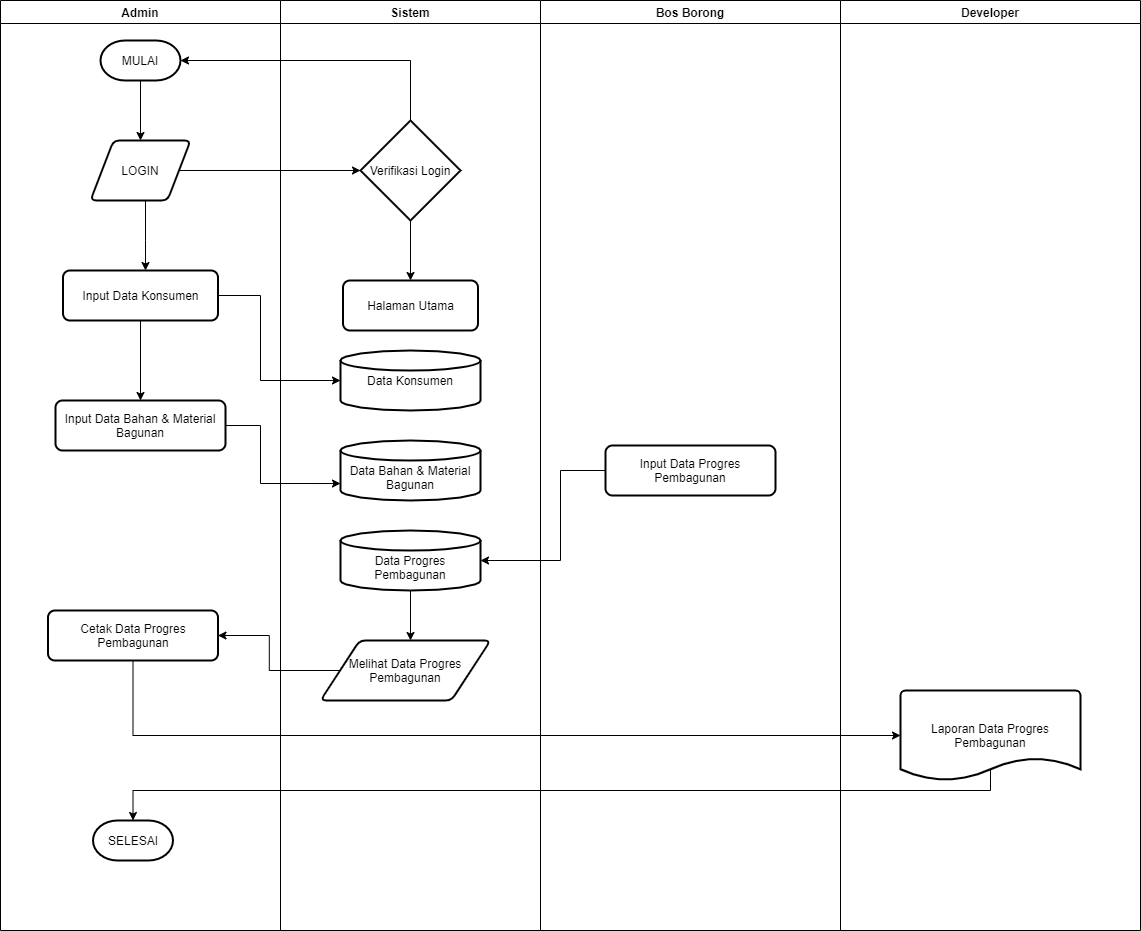 Admin
Sistem
Bos Borong
Developer
MULAI
LOGIN
Verifikasi Login
Input Data Konsumen
Halaman Utama
Data Konsumen
Input Data Bahan & Material
Bagunan
Data Bahan & Material
Bagunan
Input Data Progres
Pembagunan
Data Progres
Pembagunan
Cetak Data Progres
Pembagunan
Melihat Data Progres
Pembagunan
Laporan Data Progres
Pembagunan
SELESAI